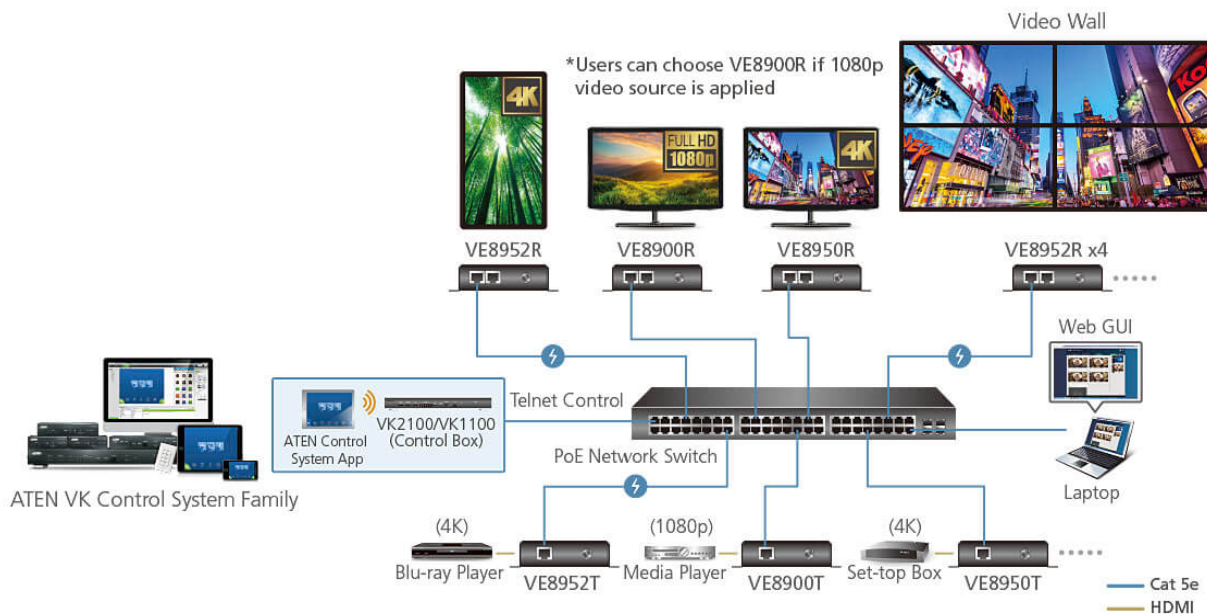 Video Wall
*Users can choose VE8900R if 1080p
video source is applied
4K
FULL HD
1080p
4K
VE8952R
VE8900R
VE8950R
VE8952R x4
Web GUI
Telnet Control
ATEN Control
System App
VK2100/VK1100
(Control Box)
PoE Network Switch
Laptop
ATEN VK Control System Family
(4K)
(1080p)
(4K)
Blu-ray Player
VE8952T
Media Player
VE8900T
Set-top Box
VE8950T
Cat 5e
HDMI